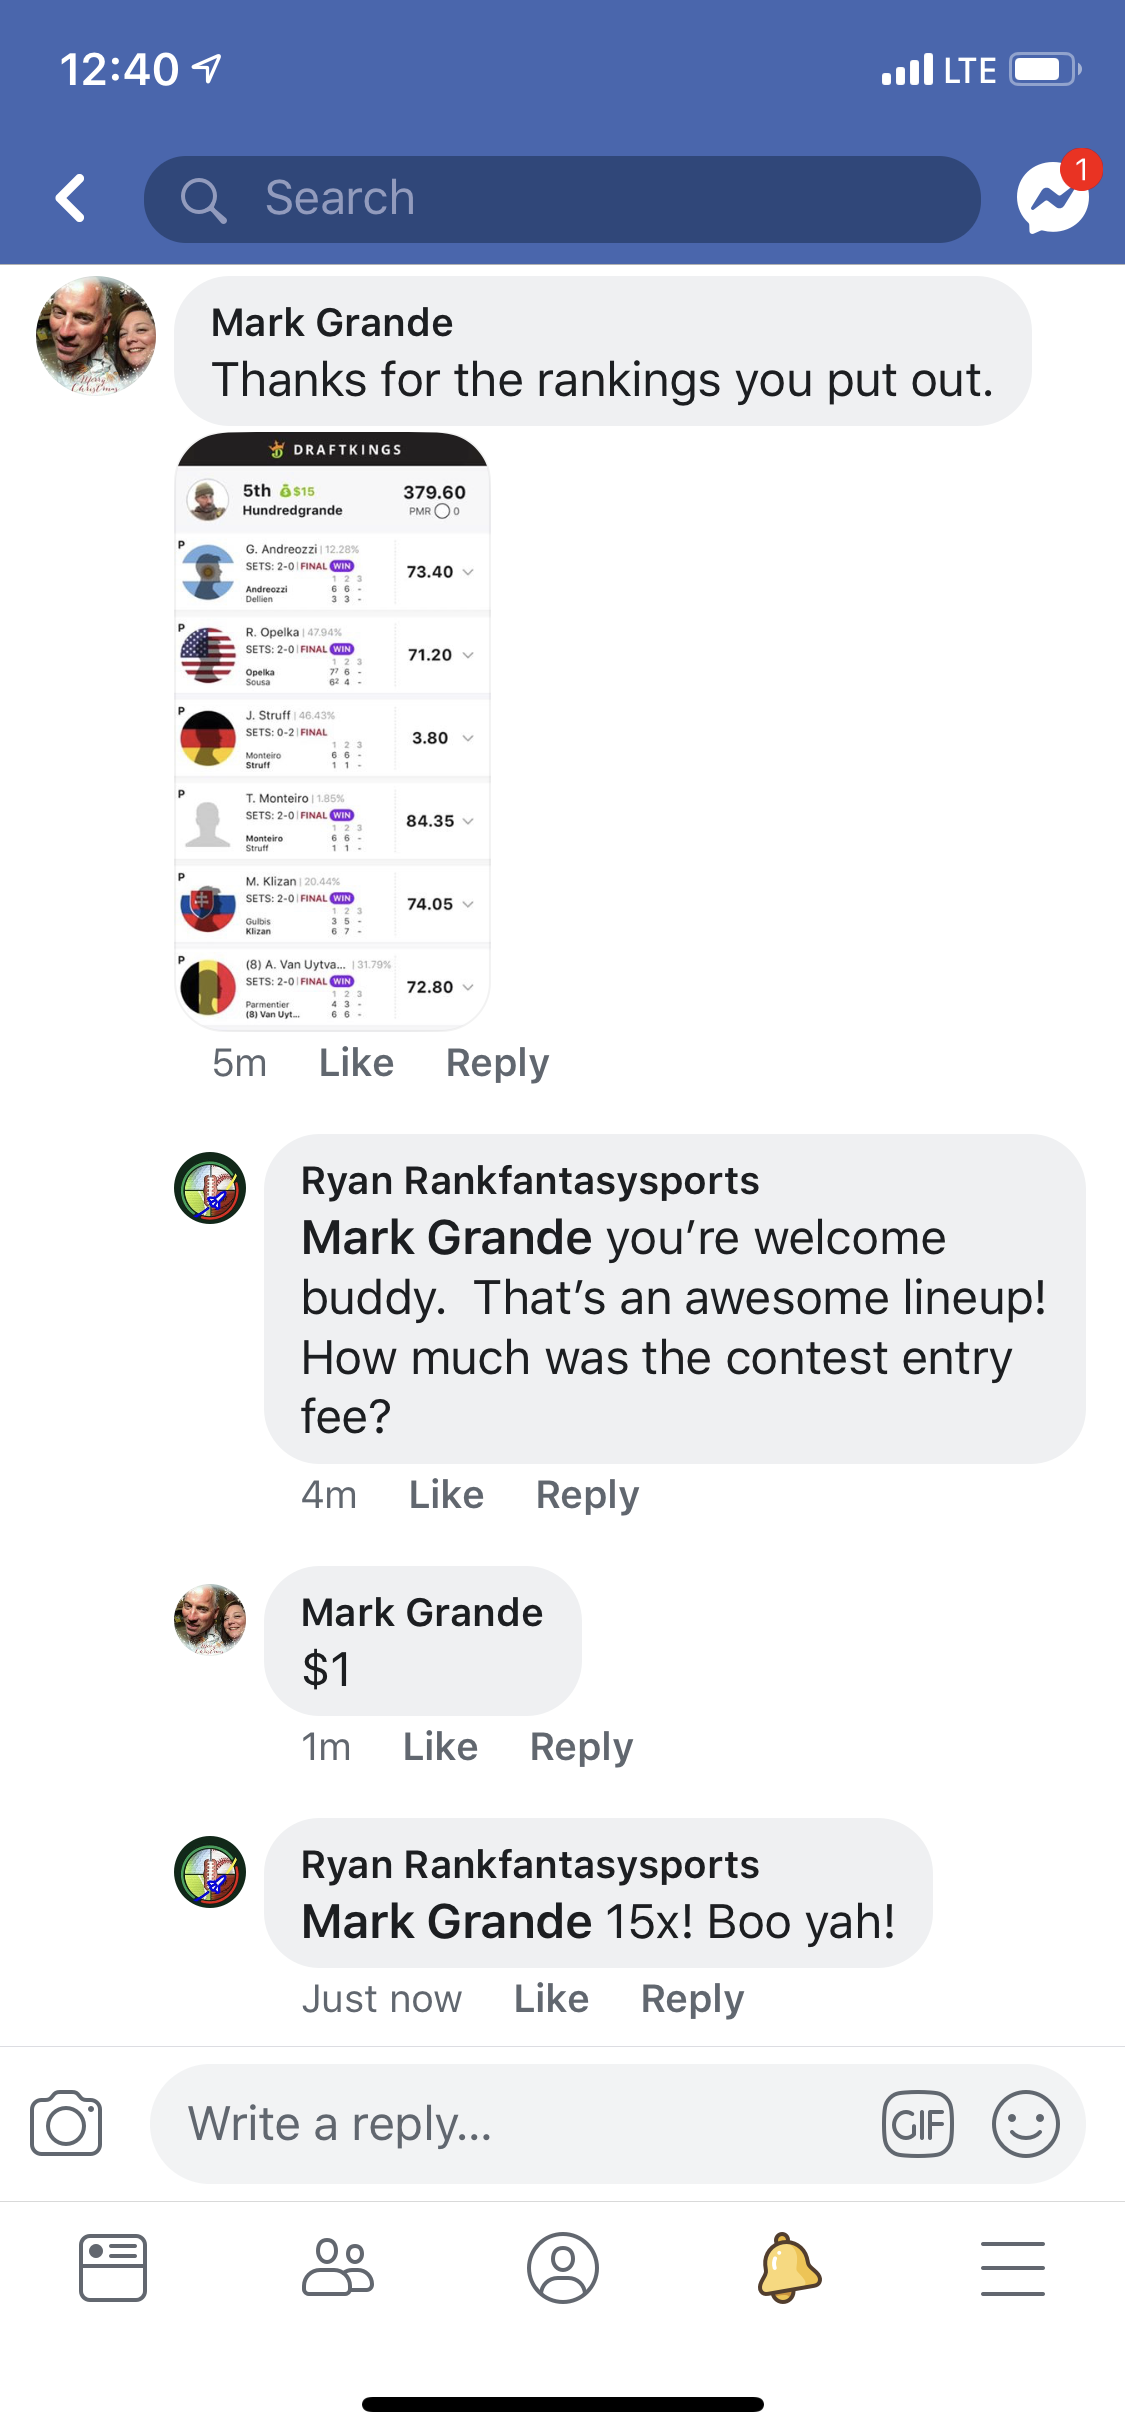 12:40
LTE
Search
1
Mark Grande
Thanks for the rankings you put out.
DRAFTKINGS
5th $15
379.60
Hundredgrande
PMR 0
P
G. Andreozzi | 12.28%
SETS: 2-0 | FINAL WIN
73.40
1 2 3
Andreozzi 6 6 -
Dellien 3 3 -
P
R. Opelka | 47.94%
SETS: 2-0 | FINAL WIN
71.20
1 2 3
Opelka 7⁷ 6 -
Sousa 6² 4 -
P
J. Struff | 46.43%
SETS: 0-2 | FINAL
3.80
1 2 3
Monteiro 6 6 -
Struff 1 1 -
P
T. Monteiro | 1.85%
SETS: 2-0 | FINAL WIN
84.35
1 2 3
Monteiro 6 6 -
Struff 1 1 -
P
M. Klizan | 20.44%
SETS: 2-0 | FINAL WIN
74.05
1 2 3
Gulbis 3 5 -
Klizan 6 7 -
P
(8) A. Van Uytva... | 31.79%
SETS: 2-0 | FINAL WIN
72.80
1 2 3
Parmentier 4 3 -
(8) Van Uyt... 6 6 -
5m Like Reply
Ryan Rankfantasysports
Mark Grande you’re welcome
buddy. That’s an awesome lineup!
How much was the contest entry
fee?
4m Like Reply
Mark Grande
$1
1m Like Reply
Ryan Rankfantasysports
Mark Grande 15x! Boo yah!
Just now Like Reply
Write a reply...
GIF